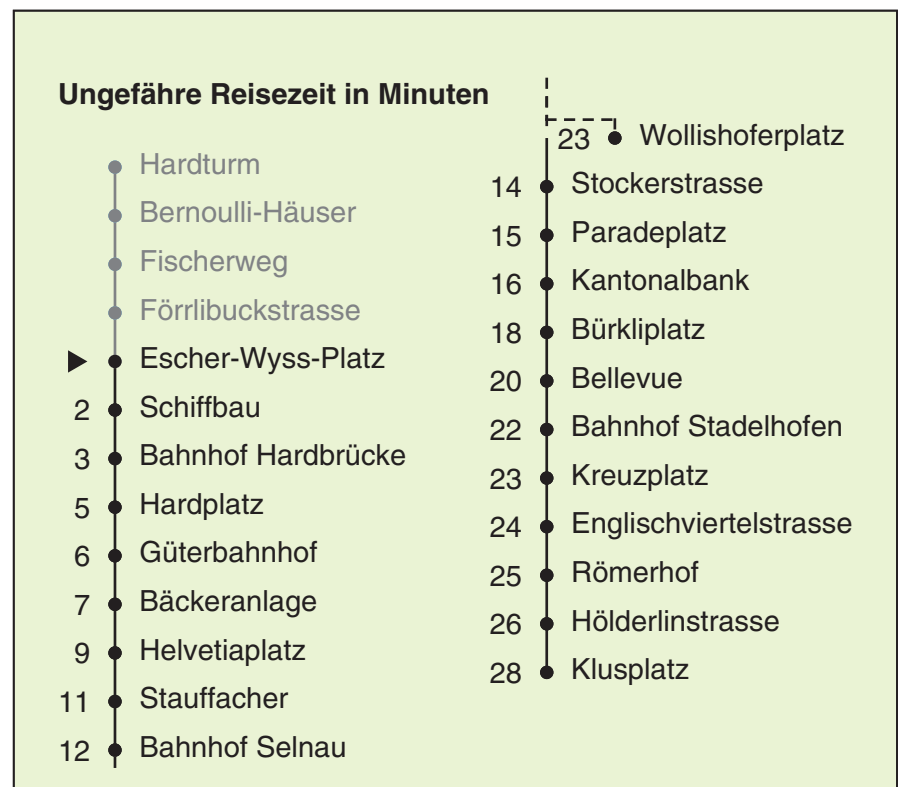 Ungefähre Reisezeit in Minuten
Hardturm
Bernoulli-Häuser
Fischerweg
Förrlibuckstrasse
Escher-Wyss-Platz
2 Schiffbau
3 Bahnhof Hardbrücke
5 Hardplatz
6 Güterbahnhof
7 Bäckeranlage
9 Helvetiaplatz
11 Stauffacher
12 Bahnhof Selnau
23 Wollishoferplatz
14 Stockerstrasse
15 Paradeplatz
16 Kantonalbank
18 Bürkliplatz
20 Bellevue
22 Bahnhof Stadelhofen
23 Kreuzplatz
24 Englischviertelstrasse
25 Römerhof
26 Hölderlinstrasse
28 Klusplatz